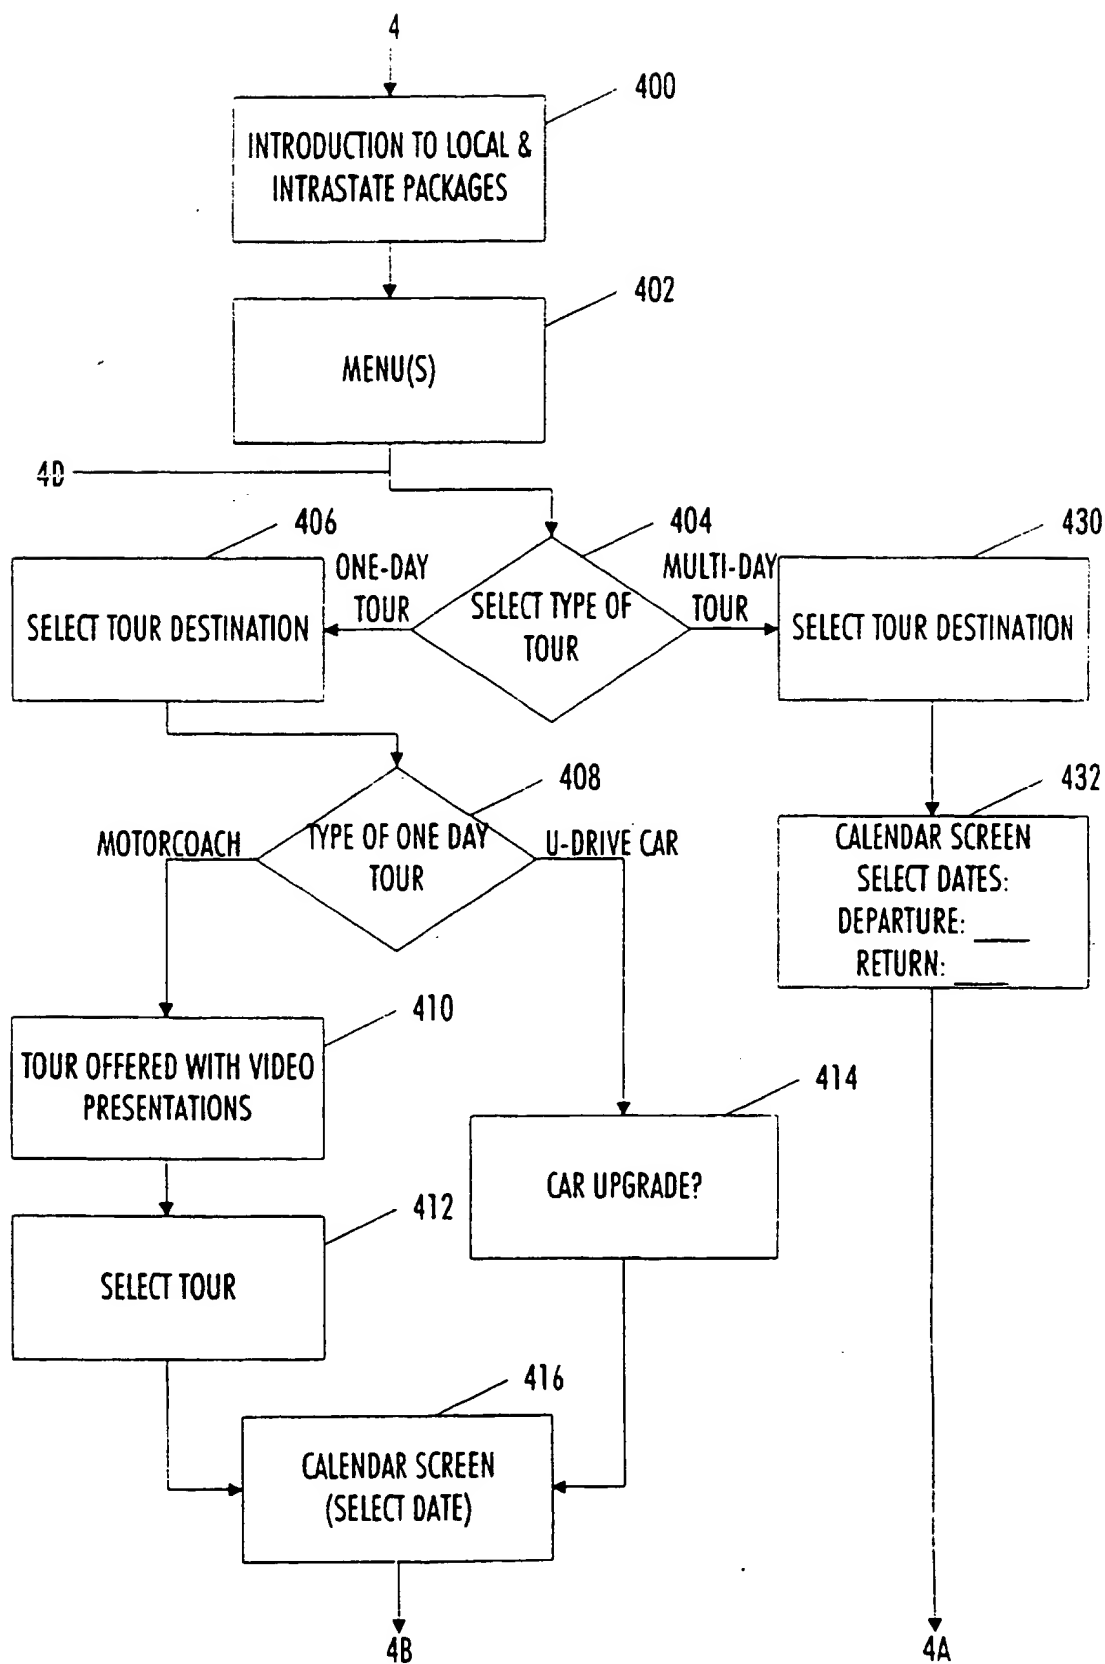 4
400
INTRODUCTION TO LOCAL &
INTRASTATE PACKAGES
402
MENU(S)
4D
406
404
430
ONE-DAY
TOUR
MULTI-DAY
TOUR
SELECT TOUR DESTINATION
SELECT TYPE OF
TOUR
SELECT TOUR DESTINATION
408
432
MOTORCOACH
TYPE OF ONE DAY
TOUR
U-DRIVE CAR
CALENDAR SCREEN
SELECT DATES:
DEPARTURE: ____
RETURN: ____
410
TOUR OFFERED WITH VIDEO
PRESENTATIONS
414
CAR UPGRADE?
412
SELECT TOUR
416
CALENDAR SCREEN
(SELECT DATE)
4B
4A